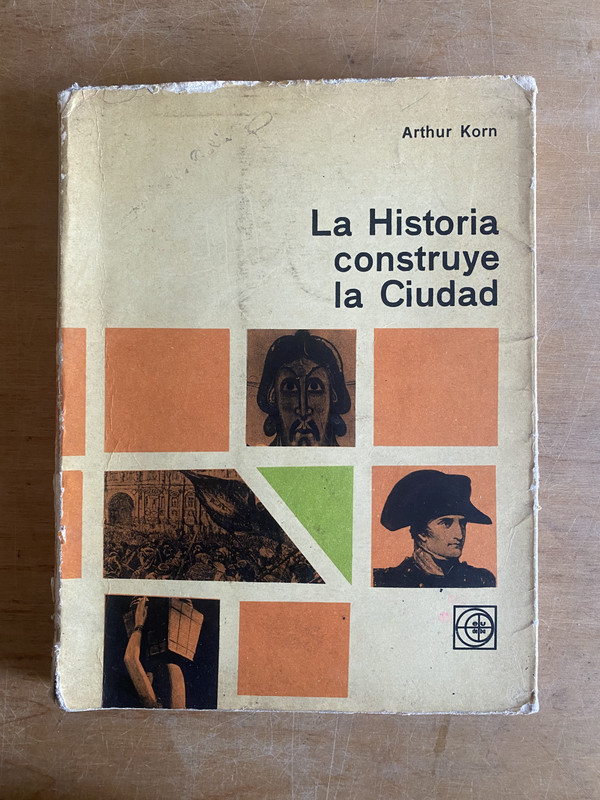 Arthur Korn
La Historia
construye
la Ciudad